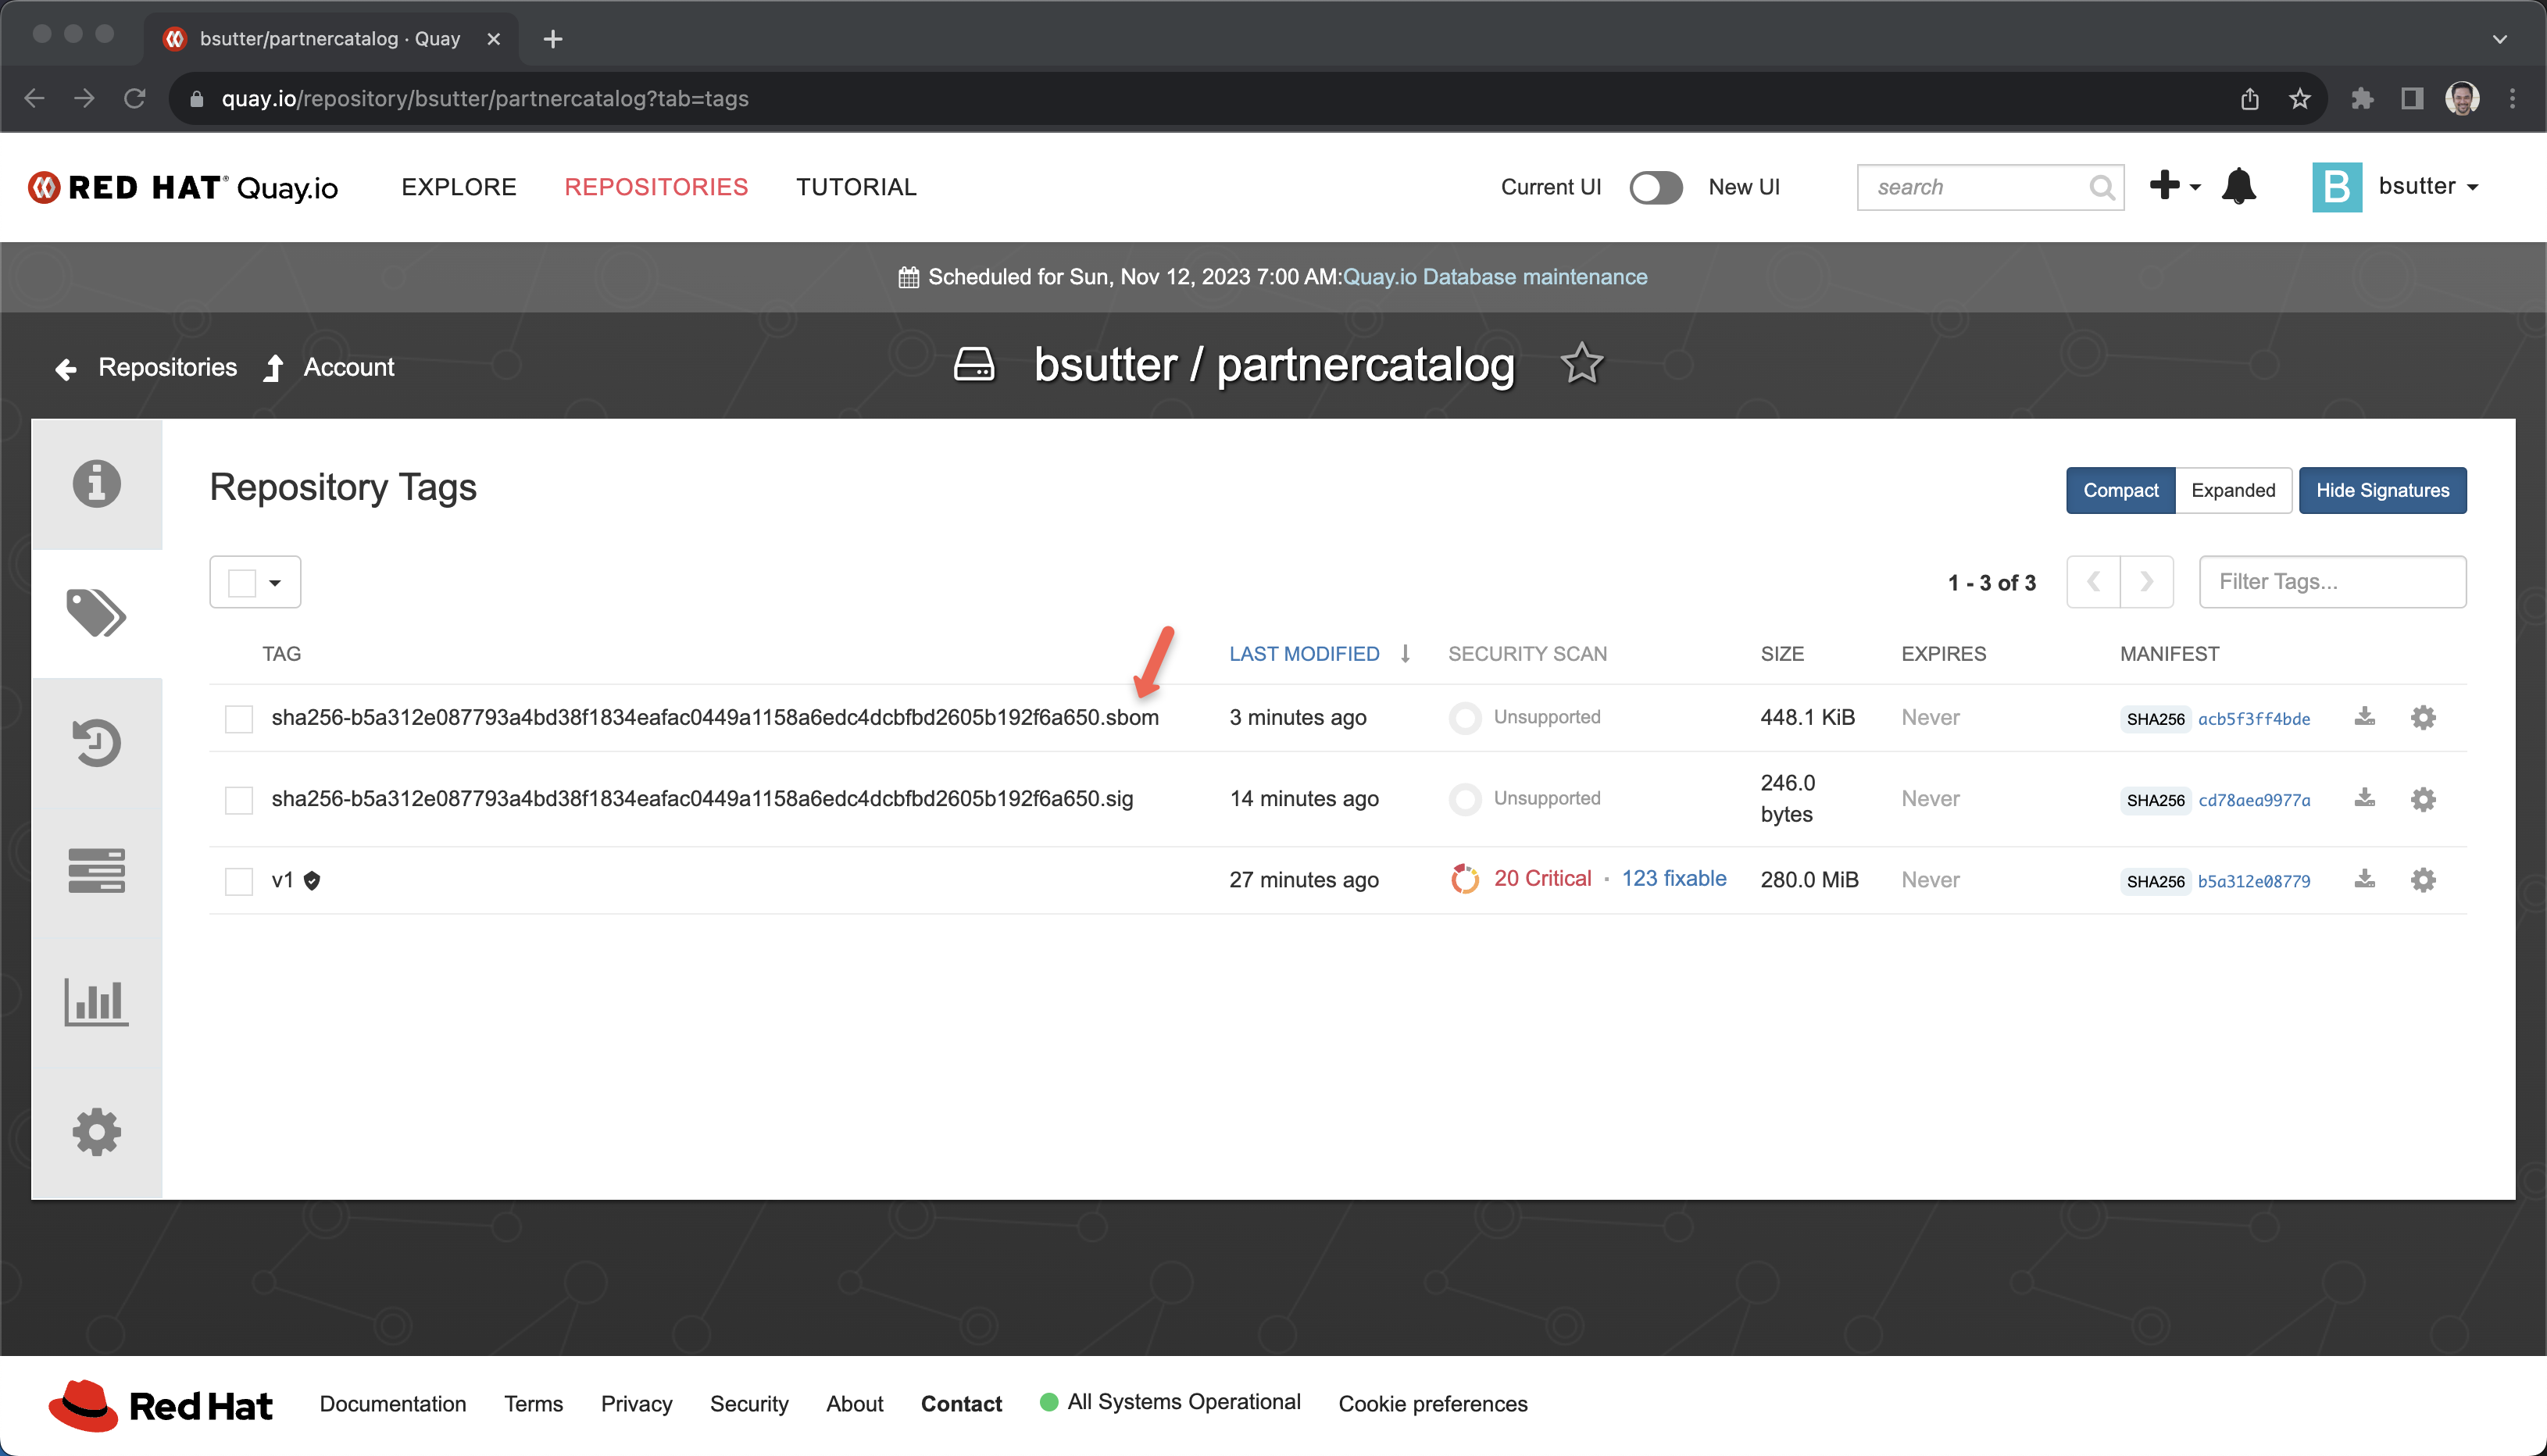 bsutter/partnercatalog · Quay
quay.io/repository/bsutter/partnercatalog?tab=tags
RED HAT® Quay.io EXPLORE REPOSITORIES TUTORIAL Current UI New UI search B bsutter
Scheduled for Sun, Nov 12, 2023 7:00 AM:Quay.io Database maintenance
Repositories Account bsutter / partnercatalog
Repository Tags Compact Expanded Hide Signatures
1 - 3 of 3 Filter Tags...
TAG LAST MODIFIED SECURITY SCAN SIZE EXPIRES MANIFEST
sha256-b5a312e087793a4bd38f1834eafac0449a1158a6edc4dcbfbd2605b192f6a650.sbom 3 minutes ago Unsupported 448.1 KiB Never SHA256 acb5f3ff4bde
sha256-b5a312e087793a4bd38f1834eafac0449a1158a6edc4dcbfbd2605b192f6a650.sig 14 minutes ago Unsupported 246.0 bytes Never SHA256 cd78aea9977a
v1 27 minutes ago 20 Critical · 123 fixable 280.0 MiB Never SHA256 b5a312e08779
Red Hat Documentation Terms Privacy Security About Contact All Systems Operational Cookie preferences